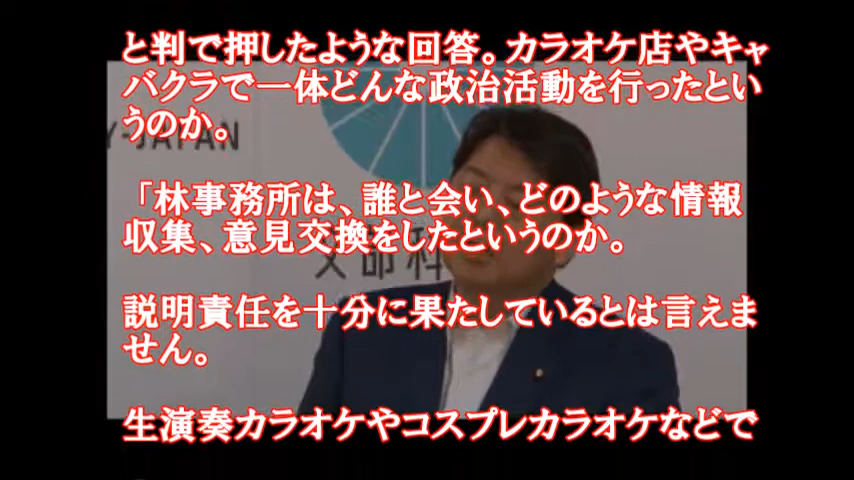 と判で押したような回答。カラオケ店やキャ
バクラで一体どんな政治活動を行ったとい
うのか。
「林事務所は、誰と会い、どのような情報
収集、意見交換をしたというのか。
説明責任を十分に果たしているとは言えま
せん。
生演奏カラオケやコスプレカラオケなどで
Y-JAPAN
文部科